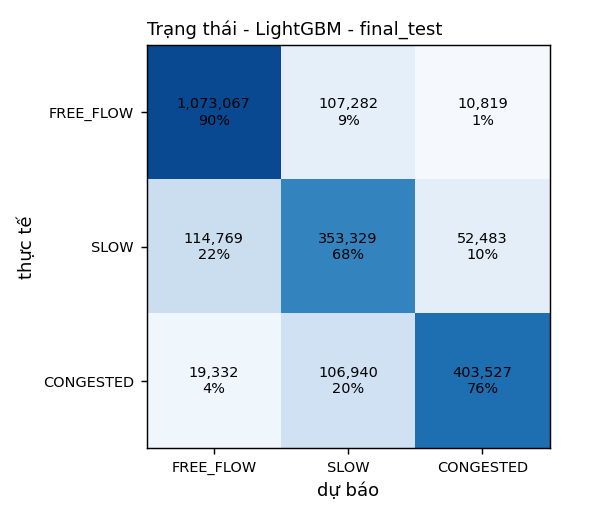 Trạng thái - LightGBM - final_test
FREE_FLOW
1,073,067
90%
107,282
9%
10,819
1%
SLOW
114,769
22%
353,329
68%
52,483
10%
CONGESTED
19,332
4%
106,940
20%
403,527
76%
thực tế
FREE_FLOW
SLOW
CONGESTED
dự báo